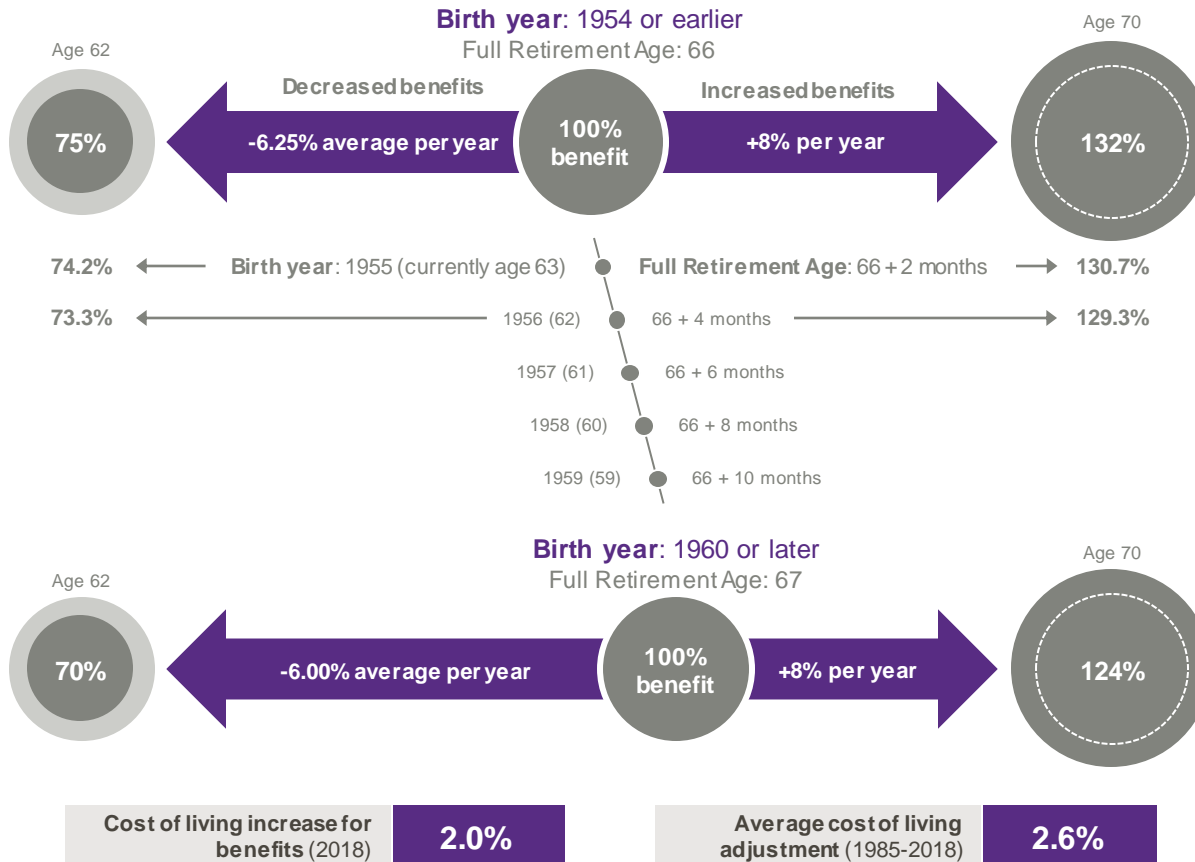 Birth year: 1954 or earlier
Full Retirement Age: 66
Age 62
Age 70
Decreased benefits
Increased benefits
75%
-6.25% average per year
100%
benefit
+8% per year
132%
74.2%
Birth year: 1955 (currently age 63)
Full Retirement Age: 66 + 2 months
130.7%
73.3%
1956 (62)
66 + 4 months
129.3%
1957 (61)
66 + 6 months
1958 (60)
66 + 8 months
1959 (59)
66 + 10 months
Birth year: 1960 or later
Full Retirement Age: 67
Age 62
Age 70
70%
-6.00% average per year
100%
benefit
+8% per year
124%
Cost of living increase for
benefits (2018)
2.0%
Average cost of living
adjustment (1985-2018)
2.6%